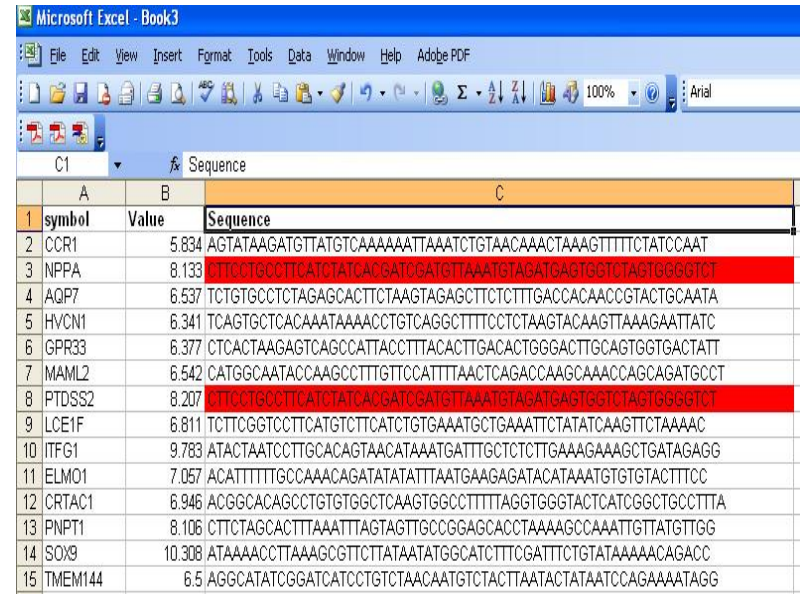 Microsoft Excel - Book3
File Edit View Insert Format Tools Data Window Help Adobe PDF
100% Arial
C1 fx Sequence
A B C
1 symbol Value Sequence
2 CCR1 5.834 AGTATAAGATGTTATGTCAAAAAATTAAATCTGTAACAAACTAAAGTTTTTCTATCCAAT
3 NPPA 8.133 CTTCCTGCCTTCATCTATCACGATCGATGTTAAATGTAGATGAGTGGTCTAGTGGGGTCT
4 AQP7 6.537 TCTGTGCCTCTAGAGCACTTCTAAGTAGAGCTTCTCTTTGACCACAACCGTACTGCAATA
5 HVCN1 6.341 TCAGTGCTCACAAATAAAACCTGTCAGGCTTTTCCTCTAAGTACAAGTTAAAGAATTATC
6 GPR33 6.377 CTCACTAAGAGTCAGCCATTACCTTTACACTTGACACTGGGACTTGCAGTGGTGACTATT
7 MAML2 6.542 CATGGCAATACCAAGCCTTTGTTCCATTTTAACTCAGACCAAGCAAACCAGCAGATGCCT
8 PTDSS2 8.207 CTTCCTGCCTTCATCTATCACGATCGATGTTAAATGTAGATGAGTGGTCTAGTGGGGTCT
9 LCE1F 6.811 TCTTCGGTCCTTCATGTCTTCATCTGTGAAATGCTGAAATTCTATATCAAGTTCTAAAAC
10 ITFG1 9.783 ATACTAATCCTTGCACAGTAACATAAATGATTTGCTCTCTTGAAAGAAAGCTGATAGAGG
11 ELMO1 7.057 ACATTTTTTGCCAAACAGATATATATTTAATGAAGAGATACATAAATGTGTGTACTTTCC
12 CRTAC1 6.946 ACGGCACAGCCTGTGTGGCTCAAGTGGCCTTTTTAGGTGGGTACTCATCGGCTGCCTTTA
13 PNPT1 8.106 CTTCTAGCACTTTAAATTTAGTAGTTGCCGGAGCACCTAAAAGCCAAATTGTTATGTTGG
14 SOX9 10.308 ATAAAACCTTAAAGCGTTCTTATAATATGGCATCTTTCGATTTCTGTATAAAAACAGACC
15 TMEM144 6.5 AGGCATATCGGATCATCCTGTCTAACAATGTCTACTTAATACTATAATCCAGAAAATAGG